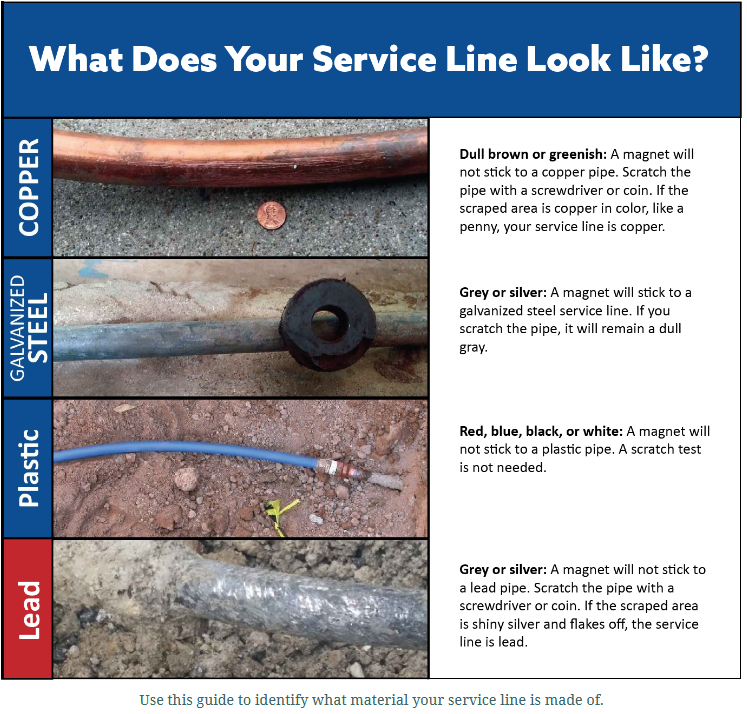 What Does Your Service Line Look Like?
COPPER
Dull brown or greenish: A magnet will
not stick to a copper pipe. Scratch the
pipe with a screwdriver or coin. If the
scraped area is copper in color, like a
penny, your service line is copper.
GALVANIZED
STEEL
Grey or silver: A magnet will stick to a
galvanized steel service line. If you
scratch the pipe, it will remain a dull
gray.
Plastic
Red, blue, black, or white: A magnet will
not stick to a plastic pipe. A scratch test
is not needed.
Lead
Grey or silver: A magnet will not stick to
a lead pipe. Scratch the pipe with a
screwdriver or coin. If the scraped area
is shiny silver and flakes off, the service
line is lead.
Use this guide to identify what material your service line is made of.